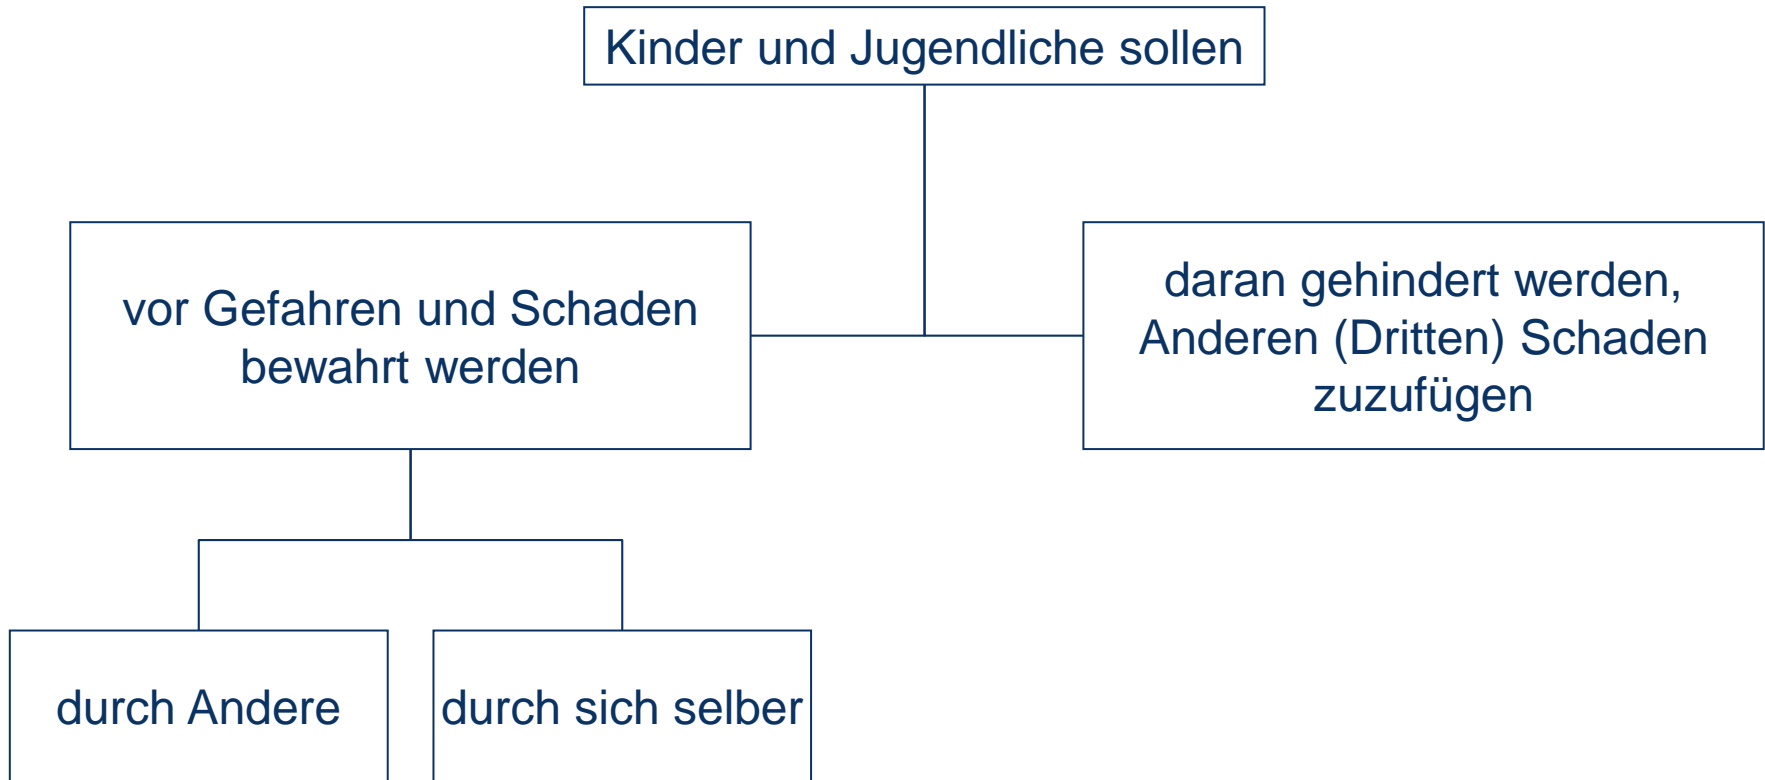 Kinder und Jugendliche sollen
vor Gefahren und Schaden
bewahrt werden
daran gehindert werden,
Anderen (Dritten) Schaden
zuzufügen
durch Andere
durch sich selber